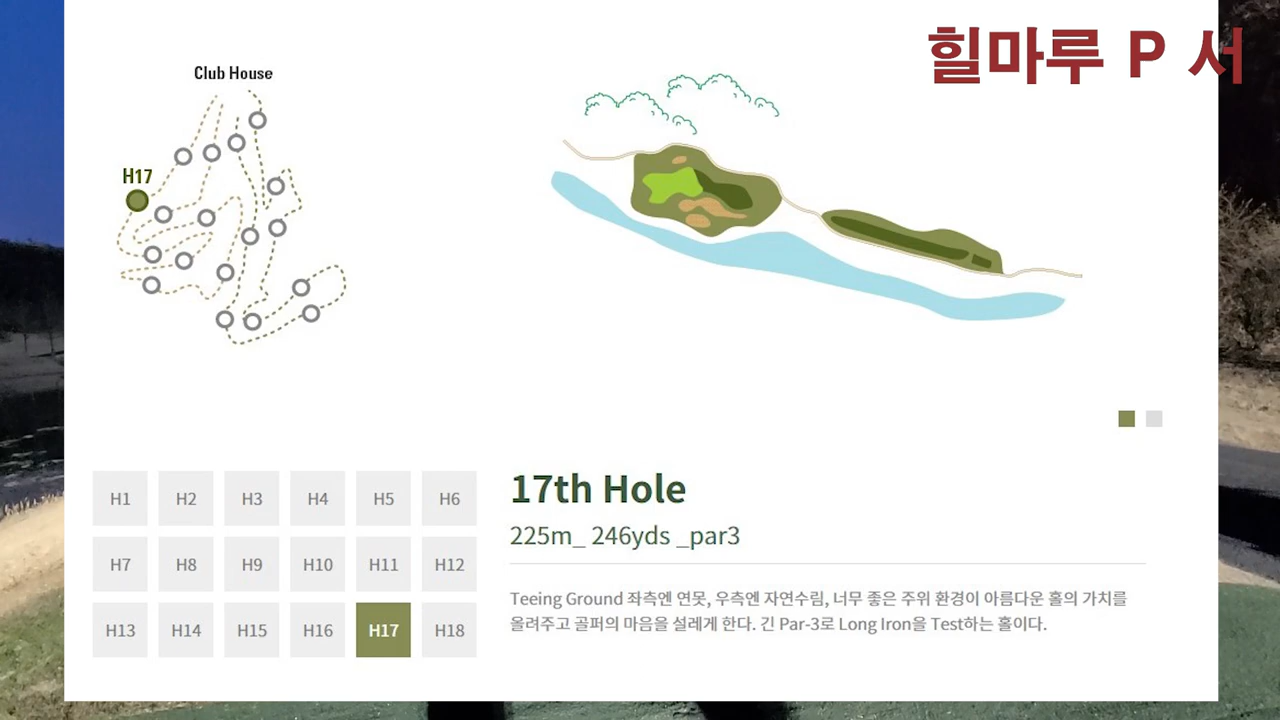 힐마루 P 서
Club House
H17
H1 H2 H3 H4 H5 H6
H7 H8 H9 H10 H11 H12
H13 H14 H15 H16 H17 H18
17th Hole
225m_ 246yds _par3
Teeing Ground 좌측엔 연못, 우측엔 자연수림, 너무 좋은 주위 환경이 아름다운 홀의 가치를
올려주고 골퍼의 마음을 설레게 한다. 긴 Par-3로 Long Iron을 Test하는 홀이다.